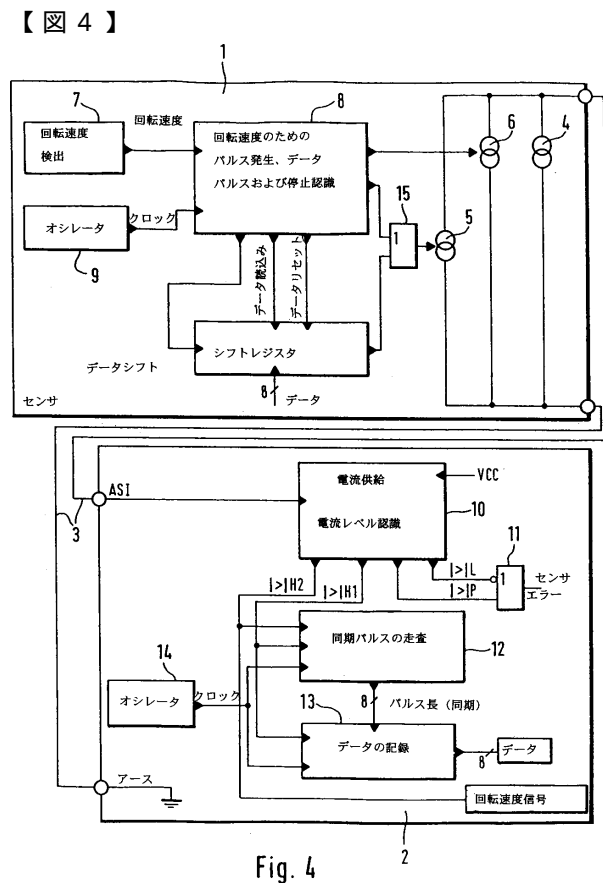 【図４】
1
7
回転速度
検出
回転速度
8
回転速度のための
パルス発生、データ
パルスおよび停止認識
6
4
オシレータ
9
クロック
15
1
5
データ読込み
データリセット
シフトレジスタ
データシフト
8
データ
センサ
3
ASI
電流供給
電流レベル認識
VCC
10
11
I>IH2
I>IH1
I>IL
I>IP
1
センサ
エラー
同期パルスの走査
12
14
オシレータ
クロック
8
パルス長（同期）
13
データの記録
8
データ
アース
回転速度信号
2
Fig. 4